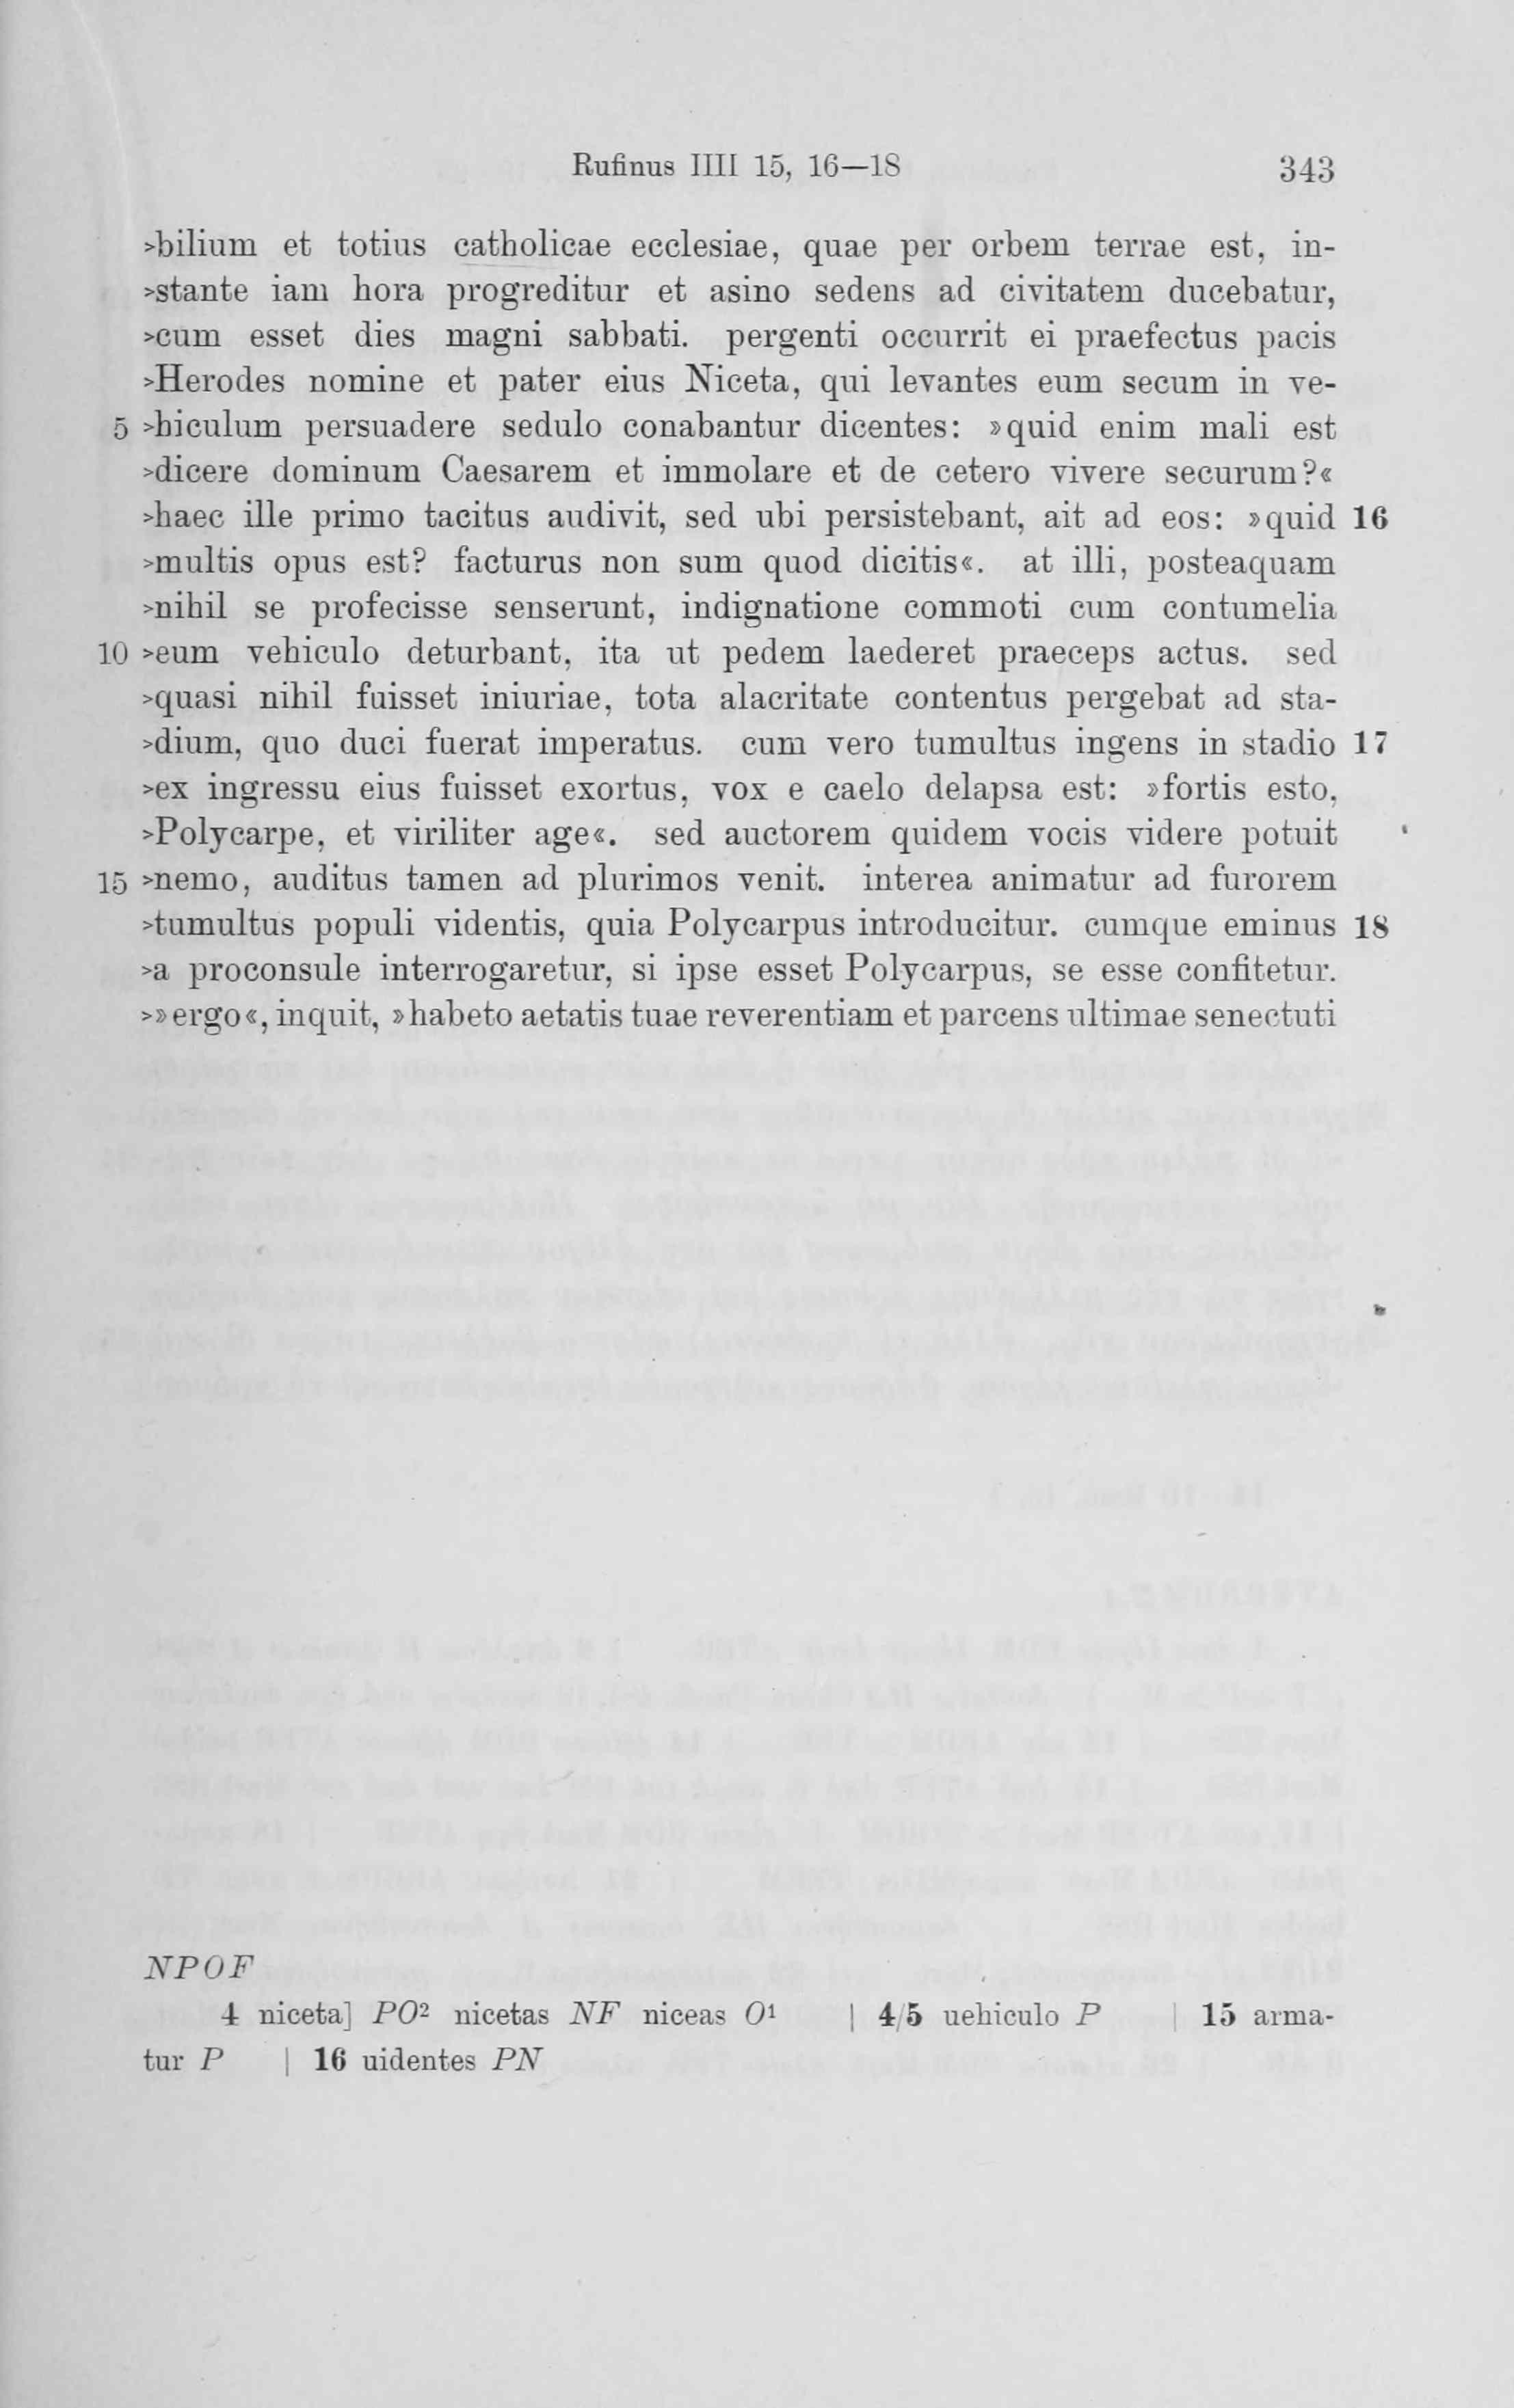 Rufinus IIII 15, 16—18 343
>bilium et totius catholicae ecclesiae, quae per orbem terrae est, in-
>stante iam hora progreditur et asino sedens ad civitatem ducebatur,
>cum esset dies magni sabbati. pergenti occurrit ei praefectus pacis
>Herodes nomine et pater eius Niceta, qui levantes eum secum in ve-
5 >hiculum persuadere sedulo conabantur dicentes: »quid enim mali est
>dicere dominum Caesarem et immolare et de cetero vivere securum?«
>haec ille primo tacitus audivit, sed ubi persistebant, ait ad eos: »quid 16
>multis opus est? facturus non sum quod dicitis«. at illi, posteaquam
>nihil se profecisse senserunt, indignatione commoti cum contumelia
10 >eum vehiculo deturbant, ita ut pedem laederet praeceps actus. sed
>quasi nihil fuisset iniuriae, tota alacritate contentus pergebat ad sta-
>dium, quo duci fuerat imperatus. cum vero tumultus ingens in stadio 17
>ex ingressu eius fuisset exortus, vox e caelo delapsa est: »fortis esto,
>Polycarpe, et viriliter age«. sed auctorem quidem vocis videre potuit
15 >nemo, auditus tamen ad plurimos venit. interea animatur ad furorem
>tumultus populi videntis, quia Polycarpus introducitur. cumque eminus 18
>a proconsule interrogaretur, si ipse esset Polycarpus, se esse confitetur.
>»ergo«, inquit, »habeto aetatis tuae reverentiam et parcens ultimae senectuti
NPOF
4 niceta] PO² nicetas NF niceas O¹ | 4/5 uehiculo P | 15 arma-
tur P | 16 uidentes PN